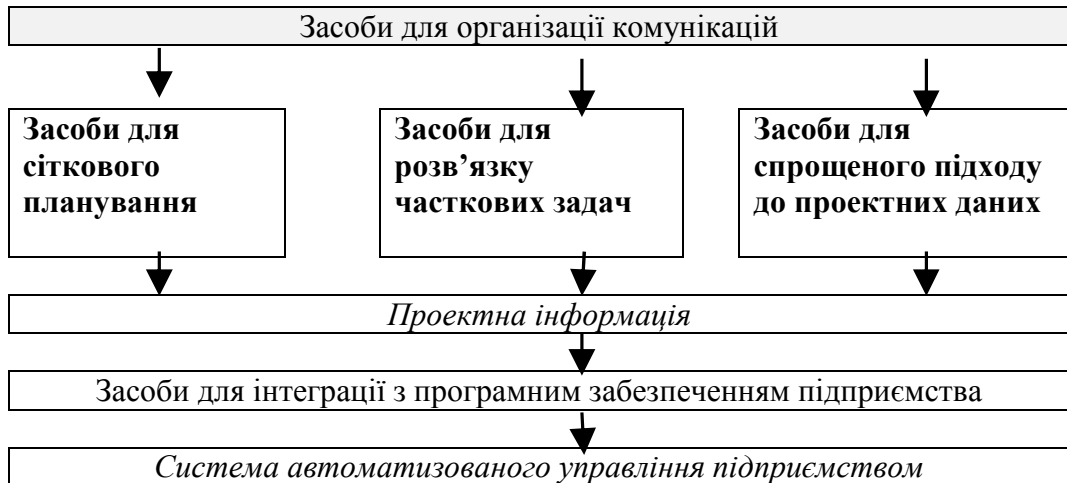 Засоби для організації комунікацій
Засоби для
сіткового
планування
Засоби для
розв’язку
часткових задач
Засоби для
спрощеного підходу
до проектних даних
Проектна інформація
Засоби для інтеграції з програмним забезпеченням підприємства
Система автоматизованого управління підприємством